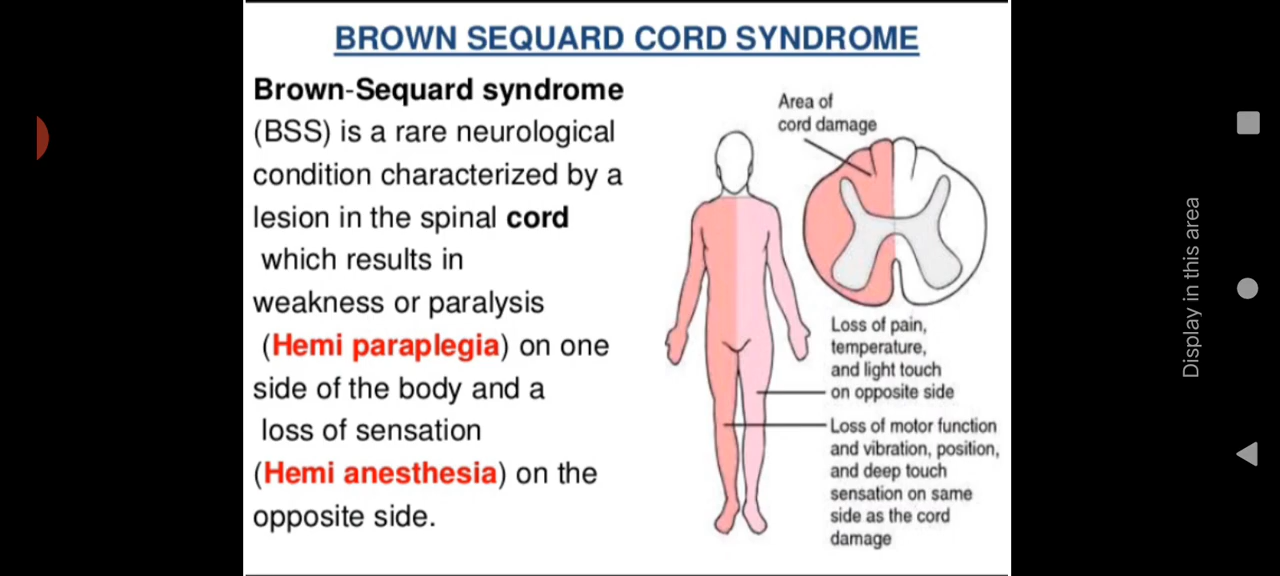 BROWN SEQUARD CORD SYNDROME
Brown-Sequard syndrome
(BSS) is a rare neurological
condition characterized by a
lesion in the spinal cord
which results in
weakness or paralysis
(Hemi paraplegia) on one
side of the body and a
loss of sensation
(Hemi anesthesia) on the
opposite side.
Area of
cord damage
Loss of pain,
temperature,
and light touch
on opposite side
Loss of motor function
and vibration, position,
and deep touch
sensation on same
side as the cord
damage
Display in this area